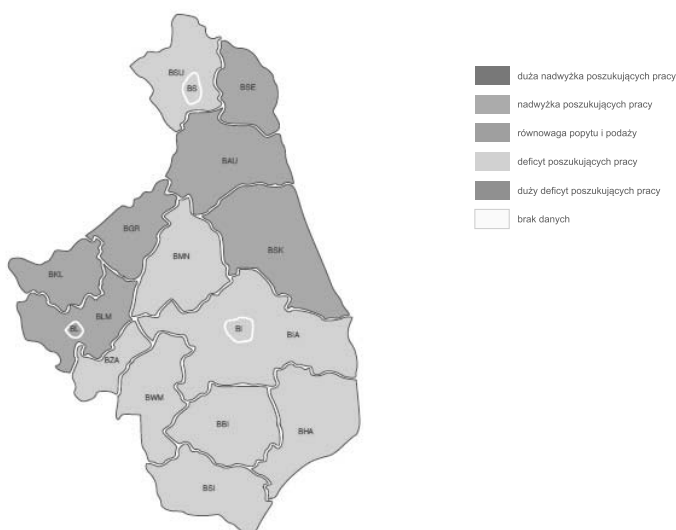 BSU
BS
BSE
BAU
BGR
BMN
BSK
BKL
BLM
BL
BI
BIA
BZA
BWM
BBI
BHA
BSI
duża nadwyżka poszukujących pracy
nadwyżka poszukujących pracy
równowaga popytu i podaży
deficyt poszukujących pracy
duży deficyt poszukujących pracy
brak danych